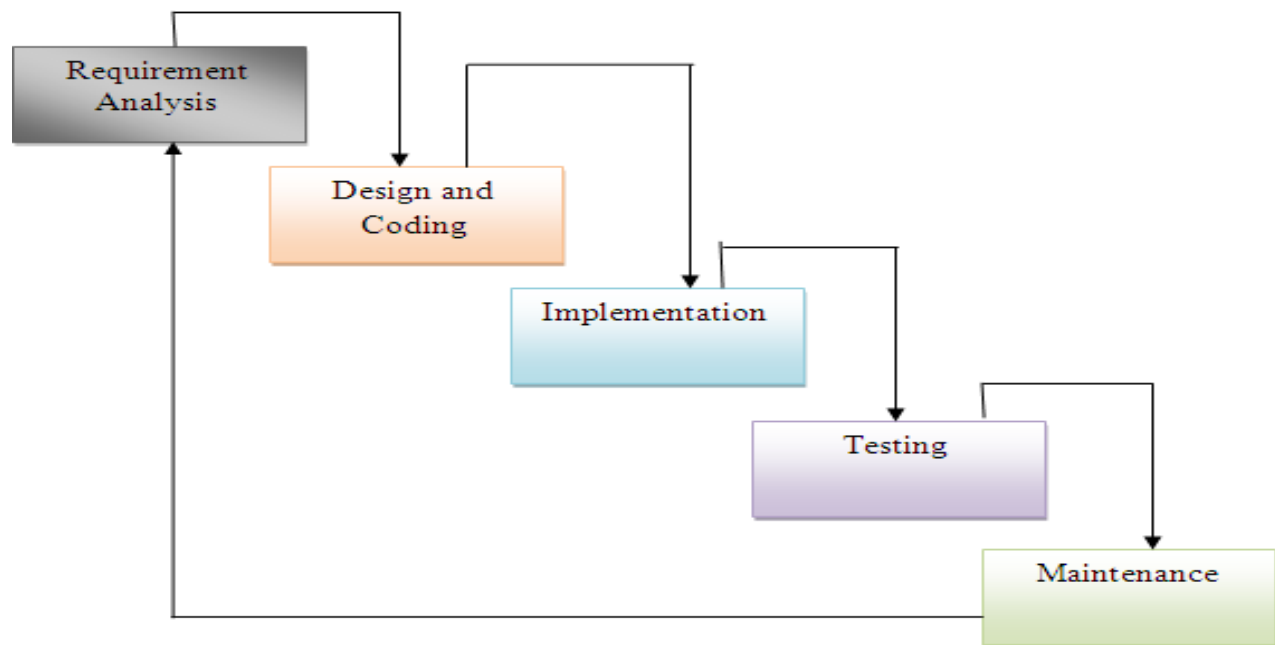 Requirement
Analysis
Design and
Coding
Implementation
Testing
Maintenance